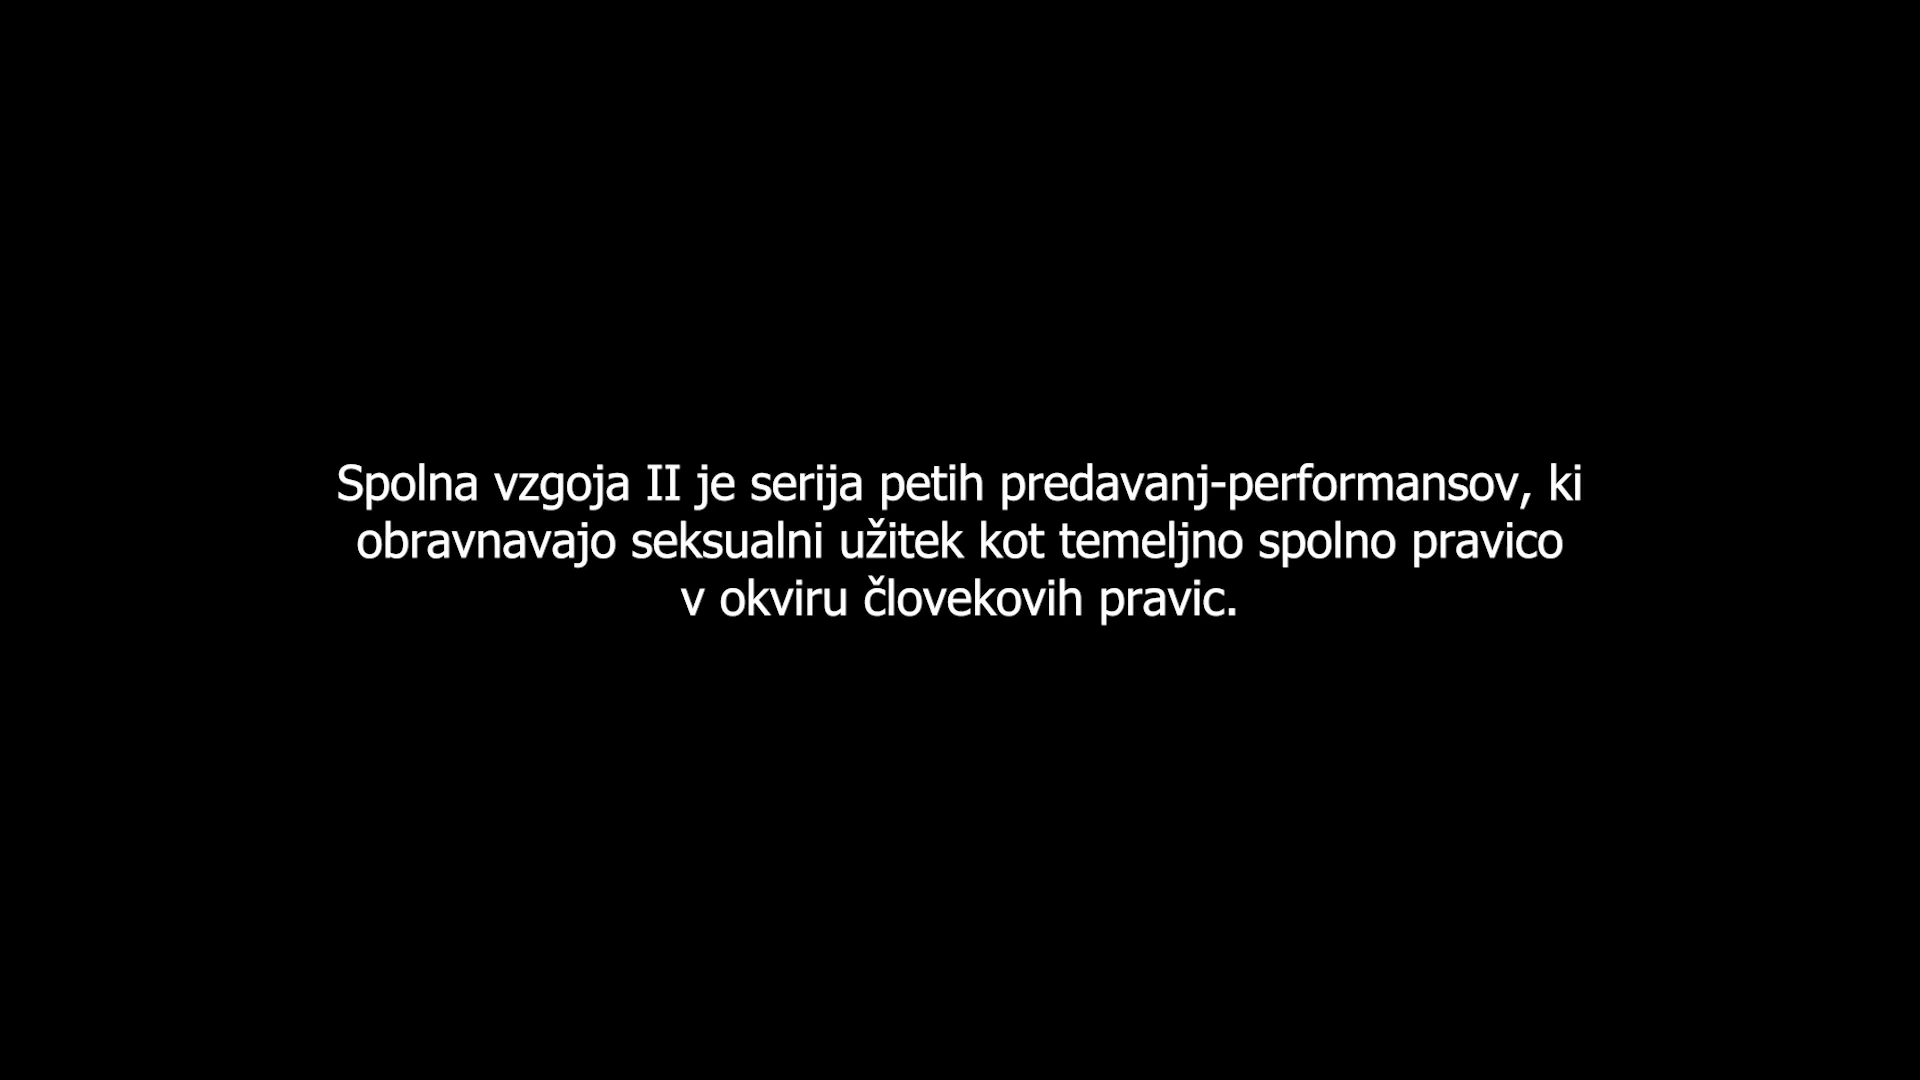 Spolna vzgoja II je serija petih predavanj-performansov, ki
obravnavajo seksualni užitek kot temeljno spolno pravico
v okviru človekovih pravic.